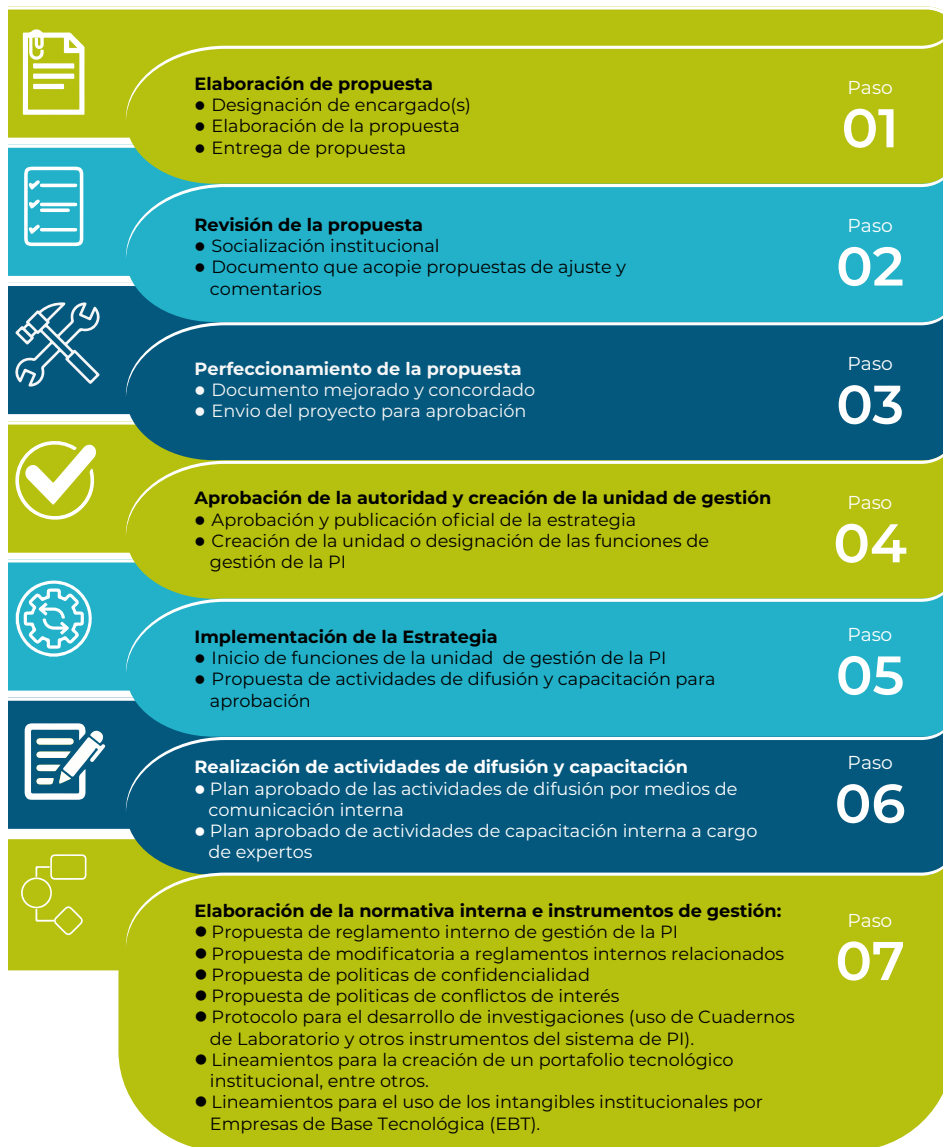 Elaboración de propuesta
● Designación de encargado(s)
● Elaboración de la propuesta
● Entrega de propuesta
Paso
01
Revisión de la propuesta
● Socialización institucional
● Documento que acopie propuestas de ajuste y
comentarios
Paso
02
Perfeccionamiento de la propuesta
● Documento mejorado y concordado
● Envio del proyecto para aprobación
Paso
03
Aprobación de la autoridad y creación de la unidad de gestión
● Aprobación y publicación oficial de la estrategia
● Creación de la unidad o designación de las funciones de
gestión de la PI
Paso
04
Implementación de la Estrategia
● Inicio de funciones de la unidad de gestión de la PI
● Propuesta de actividades de difusión y capacitación para
aprobación
Paso
05
Realización de actividades de difusión y capacitación
● Plan aprobado de las actividades de difusión por medios de
comunicación interna
● Plan aprobado de actividades de capacitación interna a cargo
de expertos
Paso
06
Elaboración de la normativa interna e instrumentos de gestión:
● Propuesta de reglamento interno de gestión de la PI
● Propuesta de modificatoria a reglamentos internos relacionados
● Propuesta de politicas de confidencialidad
● Propuesta de politicas de conflictos de interés
● Protocolo para el desarrollo de investigaciones (uso de Cuadernos
de Laboratorio y otros instrumentos del sistema de PI).
● Lineamientos para la creación de un portafolio tecnológico
institucional, entre otros.
● Lineamientos para el uso de los intangibles institucionales por
Empresas de Base Tecnológica (EBT).
Paso
07